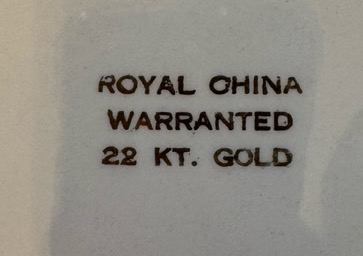 ROYAL CHINA
WARRANTED
22 KT. GOLD